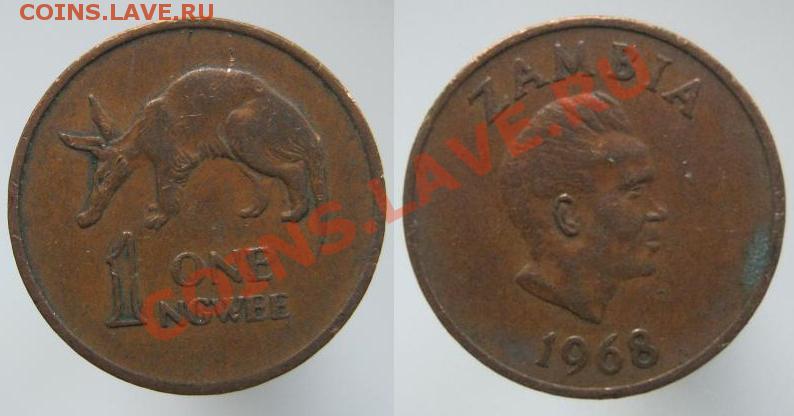 COINS.LAVE.RU
1 ONE
NGWEE
ZAMBIA
1968
COINS.LAVE.RU